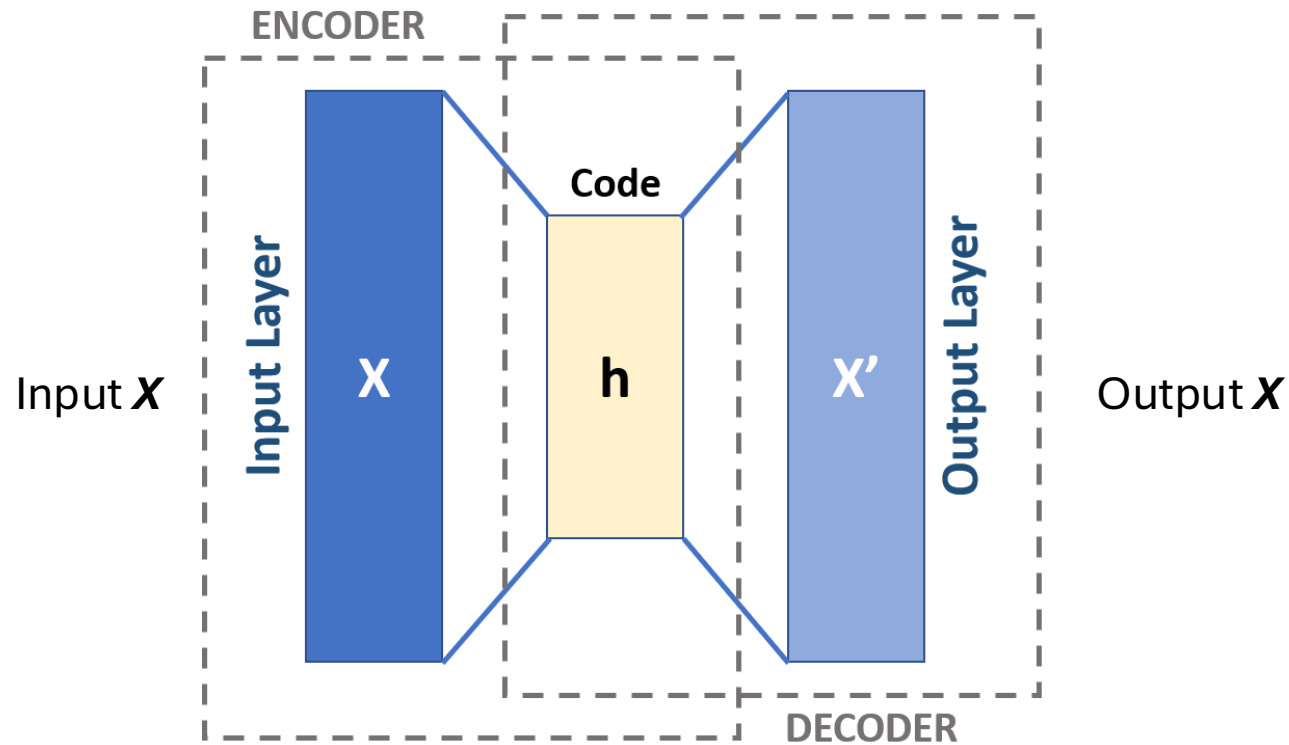 ENCODER
Code
Input Layer
Input X
X
h
X’
Output Layer
Output X
DECODER